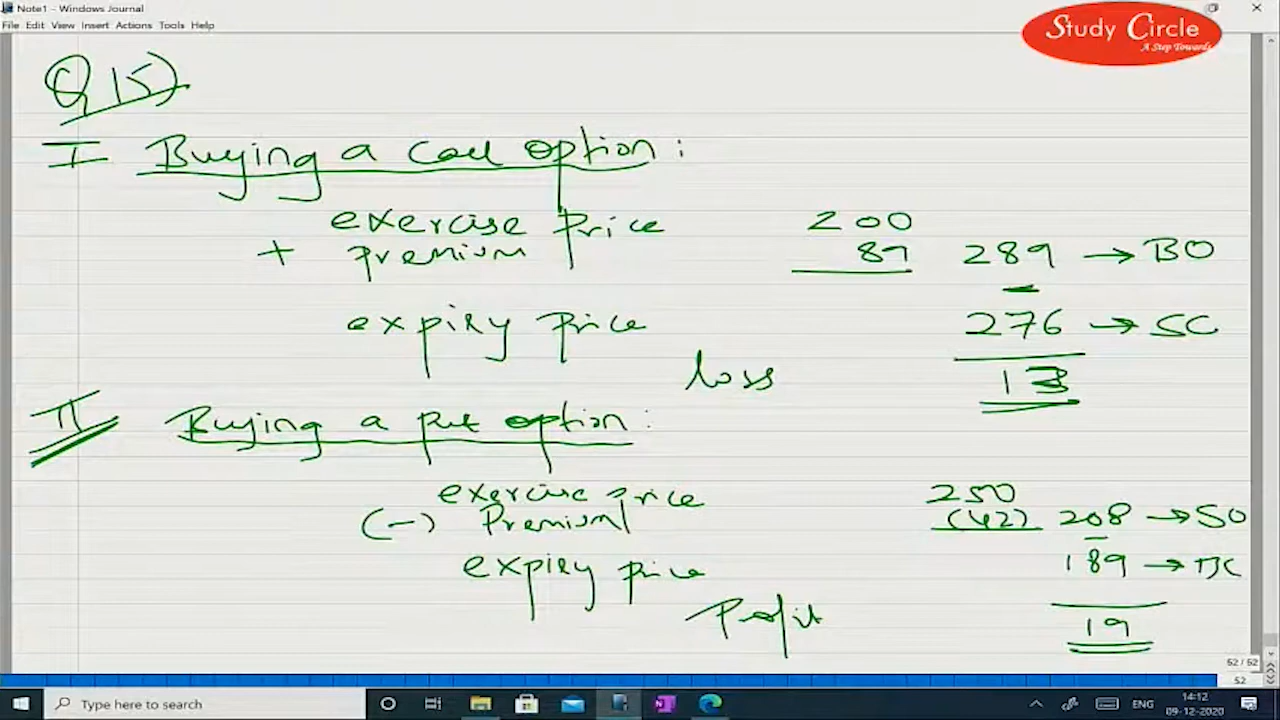 Note1 - Windows Journal
File Edit View Insert Actions Tools Help
Study Circle
A Step Towards
Q 15)
I Buying a call option :
exercise price 200
+ premium 89 289 → BO
expiry price 276 → SC
loss 13
II Buying a put option :
exercise price 250
(-) Premium (42) 208 → SO
expiry price 189 → BC
Profit 19
52 / 52
52
Type here to search
ENG
14:12
09-12-2020